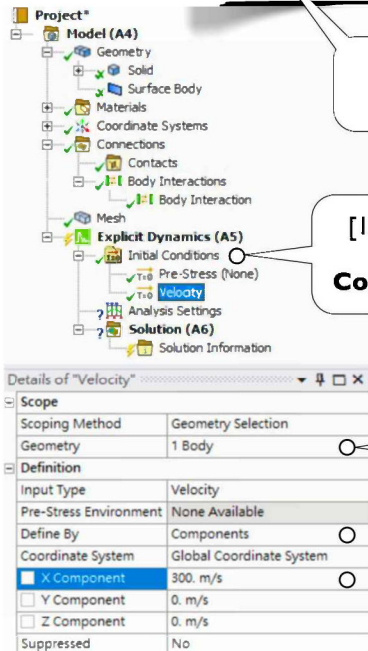 Project*
Model (A4)
Geometry
Solid
Surface Body
Materials
Coordinate Systems
Connections
Contacts
Body Interactions
Body Interaction
Mesh
Explicit Dynamics (A5)
Initial Conditions
Pre-Stress (None)
Velocity
Analysis Settings
Solution (A6)
Solution Information
[I
Co
Details of "Velocity"
Scope
Scoping Method Geometry Selection
Geometry 1 Body
Definition
Input Type Velocity
Pre-Stress Environment None Available
Define By Components
Coordinate System Global Coordinate System
X Component 300. m/s
Y Component 0. m/s
Z Component 0. m/s
Suppressed No